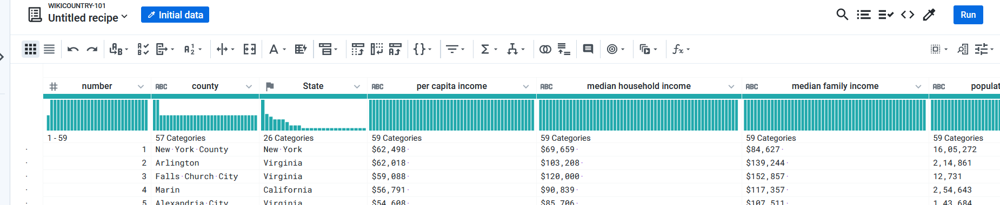 WIKICOUNTRY-101
Untitled recipe
Initial data
Run
number county State per capita income median household income median family income populat
1 - 59 57 Categories 26 Categories 59 Categories 59 Categories 59 Categories 59 Categories
1 New York County New York $62,498 $69,659 $84,627 16,05,272
2 Arlington Virginia $62,018 $103,208 $139,244 2,14,861
3 Falls Church City Virginia $59,088 $120,000 $152,857 12,731
4 Marin California $56,791 $90,839 $117,357 2,54,643
5 Alexandria City Virginia $54,608 $85,706 $107,511 1,43,684